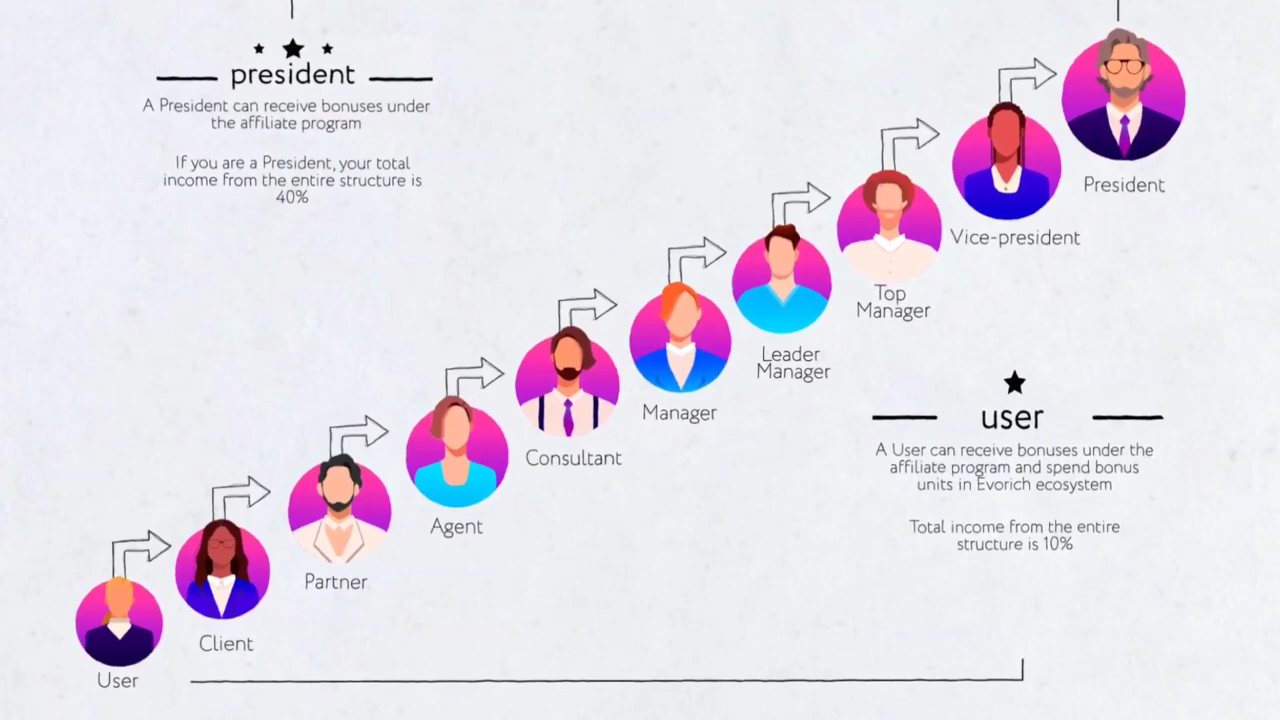 president
A President can receive bonuses under
the affiliate program
If you are a President, your total
income from the entire structure is
40%
President
Vice-president
Top
Manager
Leader
Manager
Manager
Consultant
Agent
Partner
Client
User
user
A User can receive bonuses under the
affiliate program and spend bonus
units in Evorich ecosystem
Total income from the entire
structure is 10%